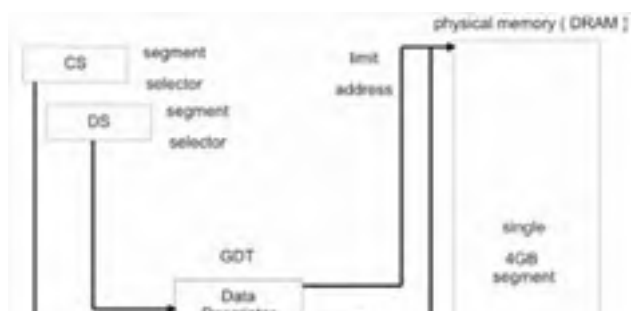 physical memory ( DRAM )
CS
segment
selector
limit
address
DS
segment
selector
single
4GB
segment
GDT
Data